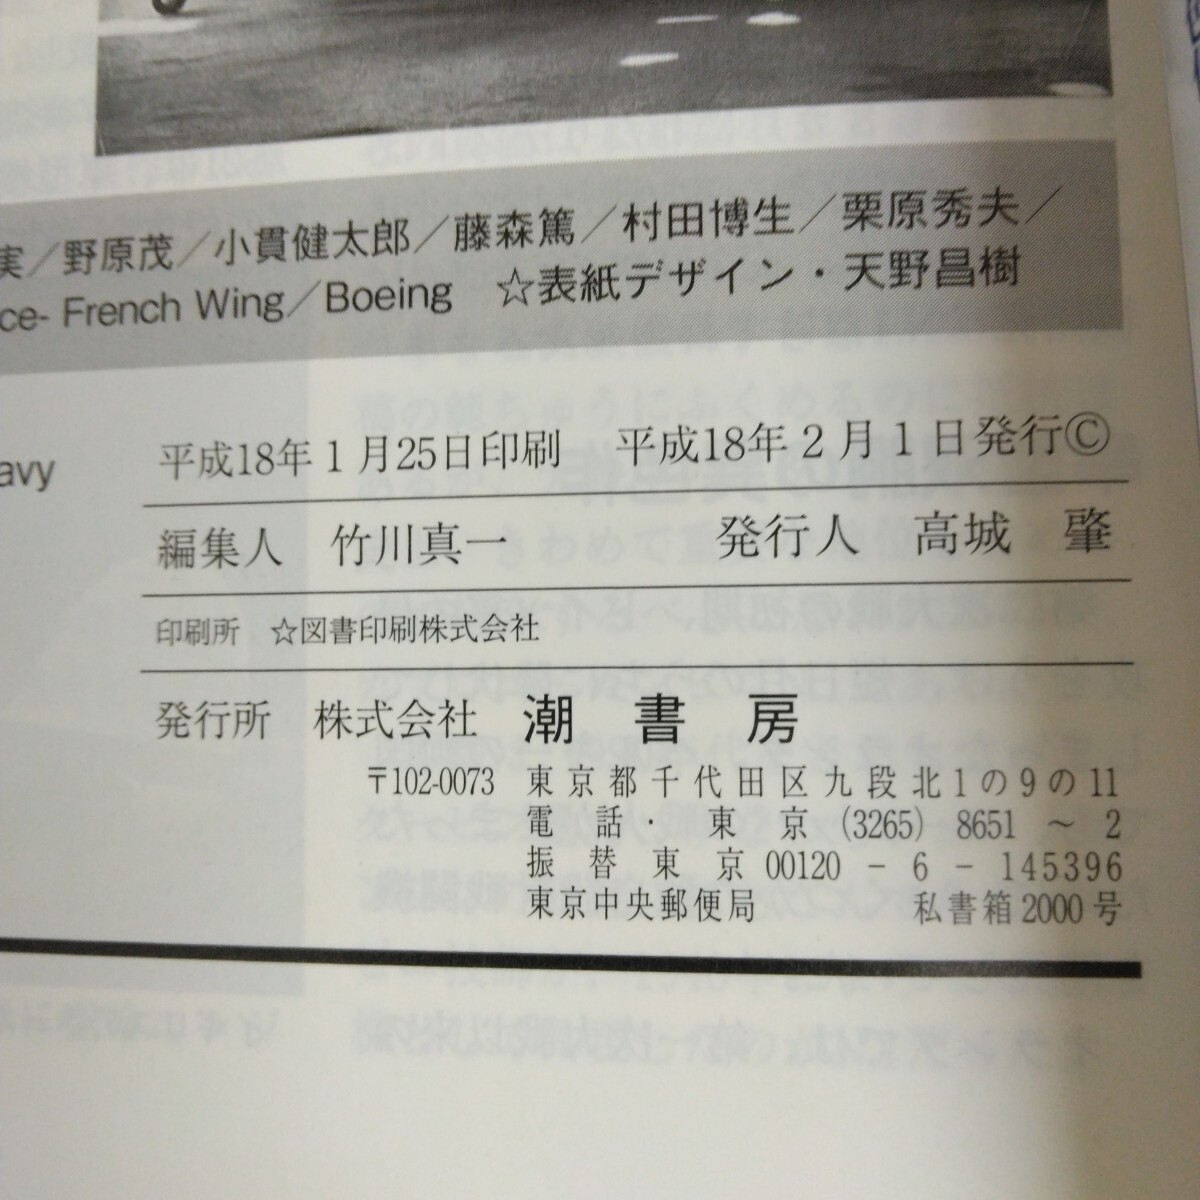 実／野原茂／小貫健太郎／藤森篤／村田博生／栗原秀夫／
ce- French Wing／Boeing ☆表紙デザイン・天野昌樹
avy
平成18年1月25日印刷 平成18年2月1日発行Ⓒ
編集人 竹川真一 発行人 高城 肇
印刷所 ☆図書印刷株式会社
発行所 株式会社 潮書房
〒102-0073 東京都千代田区九段北1の9の11
電話・東京 (3265) 8651～2
振替東京 00120-6-145396
東京中央郵便局 私書箱2000号